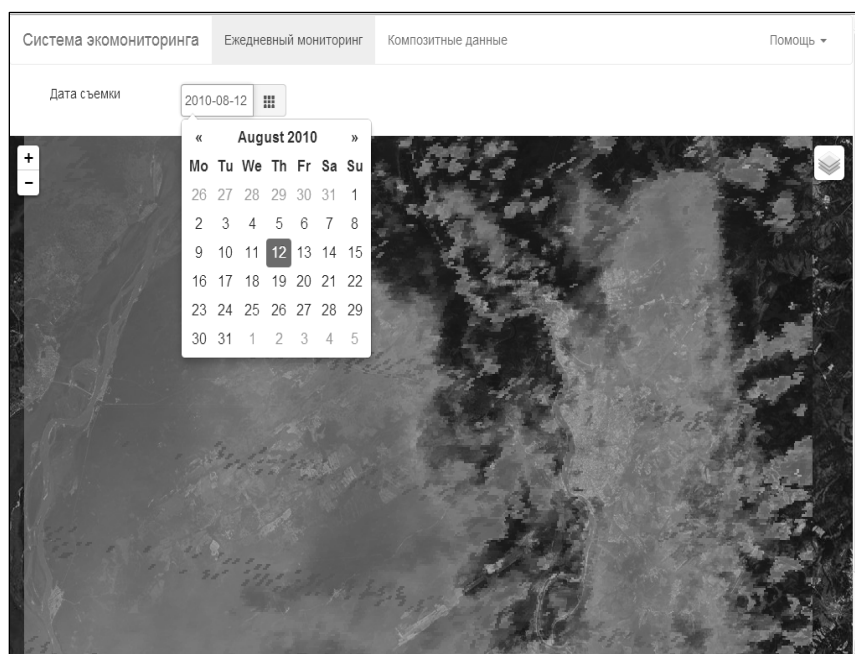 Система экомониторинга Ежедневный мониторинг Композитные данные Помощь
Дата съемки 2010-08-12
« August 2010 »
Mo Tu We Th Fr Sa Su
26 27 28 29 30 31 1
2 3 4 5 6 7 8
9 10 11 12 13 14 15
16 17 18 19 20 21 22
23 24 25 26 27 28 29
30 31 1 2 3 4 5
+
−